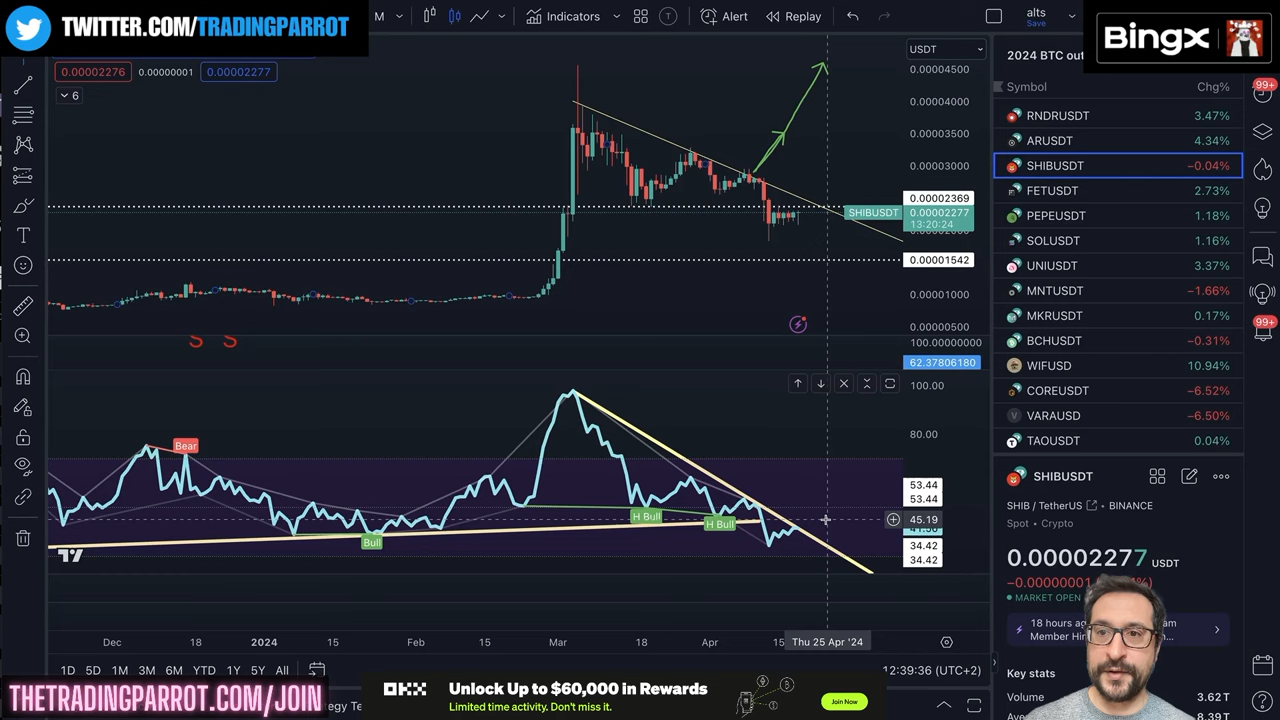 TWITTER.COM/TRADINGPARROT
M
Indicators
Alert
Replay
alts
Save
BingX
0.00002276
0.00000001
0.00002277
6
USDT
0.00004500
0.00004000
0.00003500
0.00003000
0.00002369
SHIBUSDT
0.00002277
13:20:24
0.00001542
0.00001000
0.00000500
100.00000000
62.37806180
S S
100.00
80.00
Bear
53.44
53.44
H Bull
H Bull
Bull
45.19
34.42
34.42
Dec
18
2024
15
Feb
15
Mar
18
Apr
15
Thu 25 Apr '24
1D 5D 1M 3M 6M YTD 1Y 5Y All
12:39:36 (UTC+2)
2024 BTC
Symbol
Chg%
RNDRUSDT 3.47%
ARUSDT 4.34%
SHIBUSDT −0.04%
FETUSDT 2.73%
PEPEUSDT 1.18%
SOLUSDT 1.16%
UNIUSDT 3.37%
MNTUSDT −1.66%
MKRUSDT 0.17%
BCHUSDT −0.31%
WIFUSD 10.94%
COREUSDT −6.52%
VARAUSD −6.50%
TAOUSDT 0.04%
SHIBUSDT
SHIB / TetherUS
BINANCE
Spot • Crypto
0.00002277 USDT
−0.00000001
MARKET OPEN
18 hours ago
Member
Key stats
Volume
3.62 T
8.39 T
99+
99+
THETRADINGPARROT.COM/JOIN
OKX
Unlock Up to $60,000 in Rewards
Limited time activity. Don't miss it.
Join Now